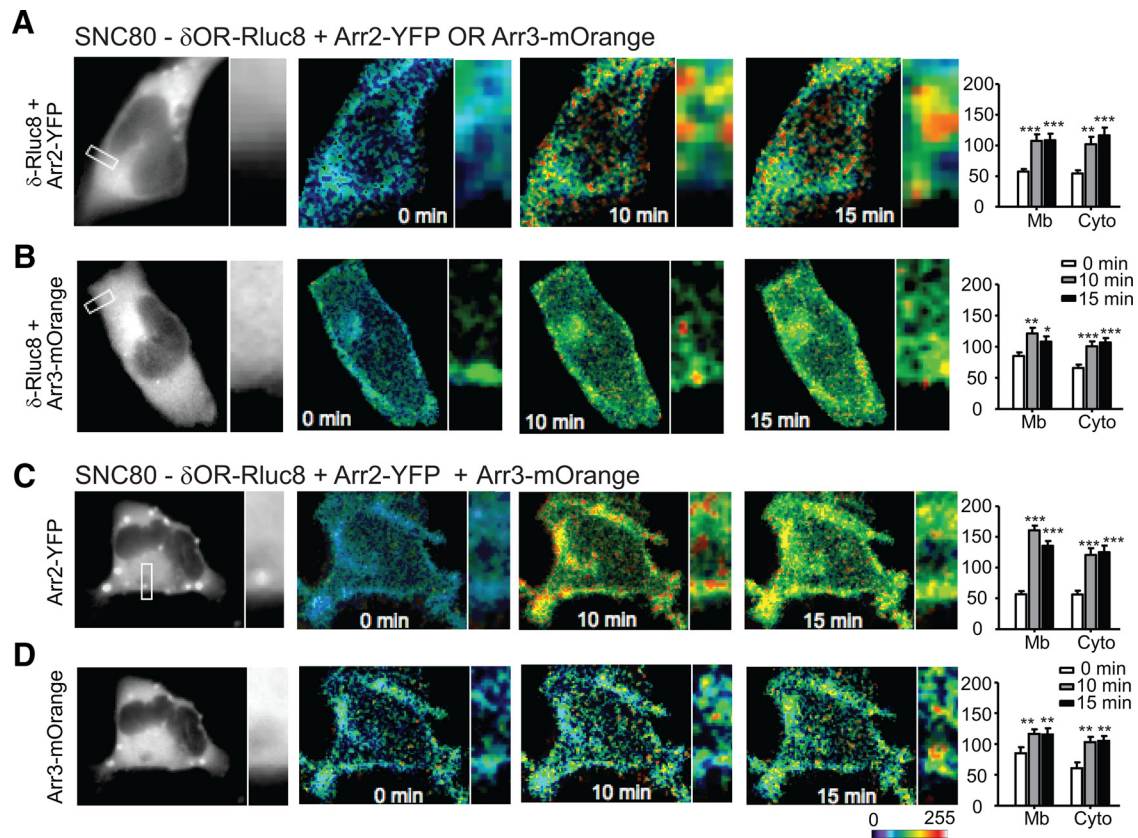 A
SNC80 - δOR-Rluc8 + Arr2-YFP OR Arr3-mOrange
δ-Rluc8 +
Arr2-YFP
0 min
10 min
15 min
200
150
100
50
0
***
***
**
***
Mb
Cyto
B
δ-Rluc8 +
Arr3-mOrange
0 min
10 min
15 min
0 min
10 min
15 min
200
150
100
50
0
**
*
***
***
Mb
Cyto
C
SNC80 - δOR-Rluc8 + Arr2-YFP + Arr3-mOrange
Arr2-YFP
0 min
10 min
15 min
200
150
100
50
0
***
***
***
***
Mb
Cyto
D
Arr3-mOrange
0 min
10 min
15 min
0 min
10 min
15 min
200
150
100
50
0
**
**
**
**
Mb
Cyto
0
255